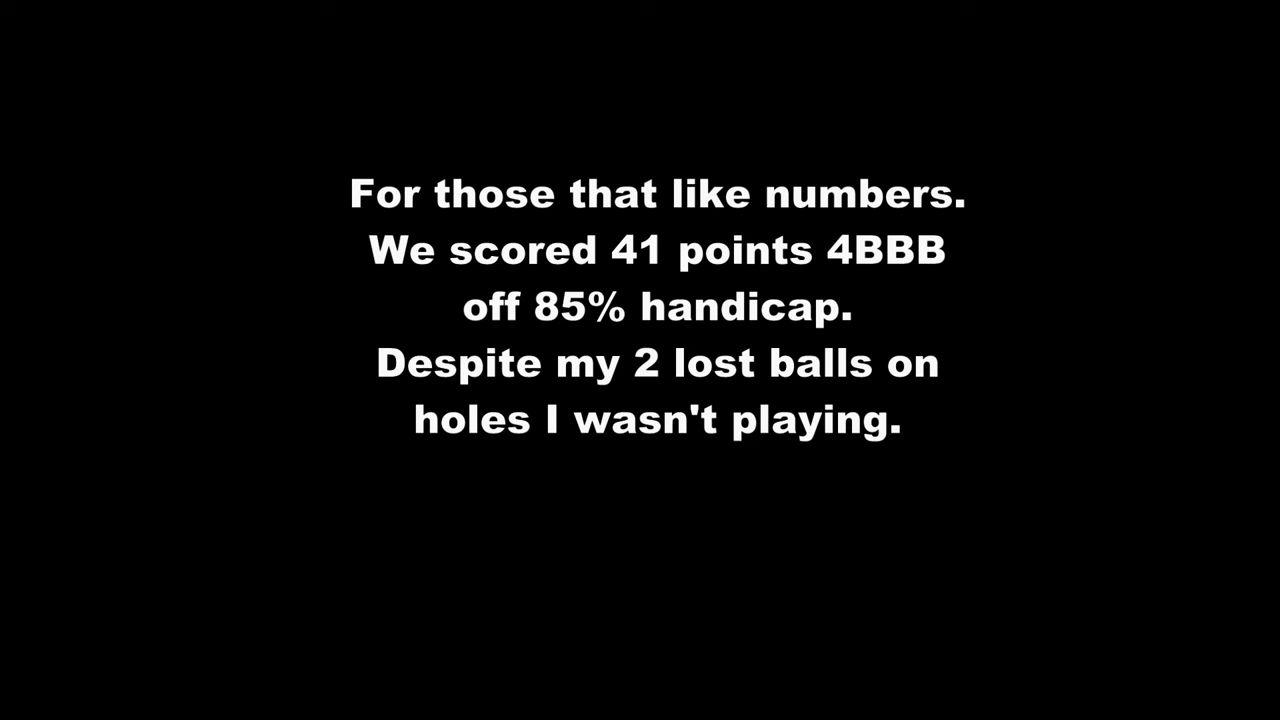 For those that like numbers.
We scored 41 points 4BBB
off 85% handicap.
Despite my 2 lost balls on
holes I wasn't playing.